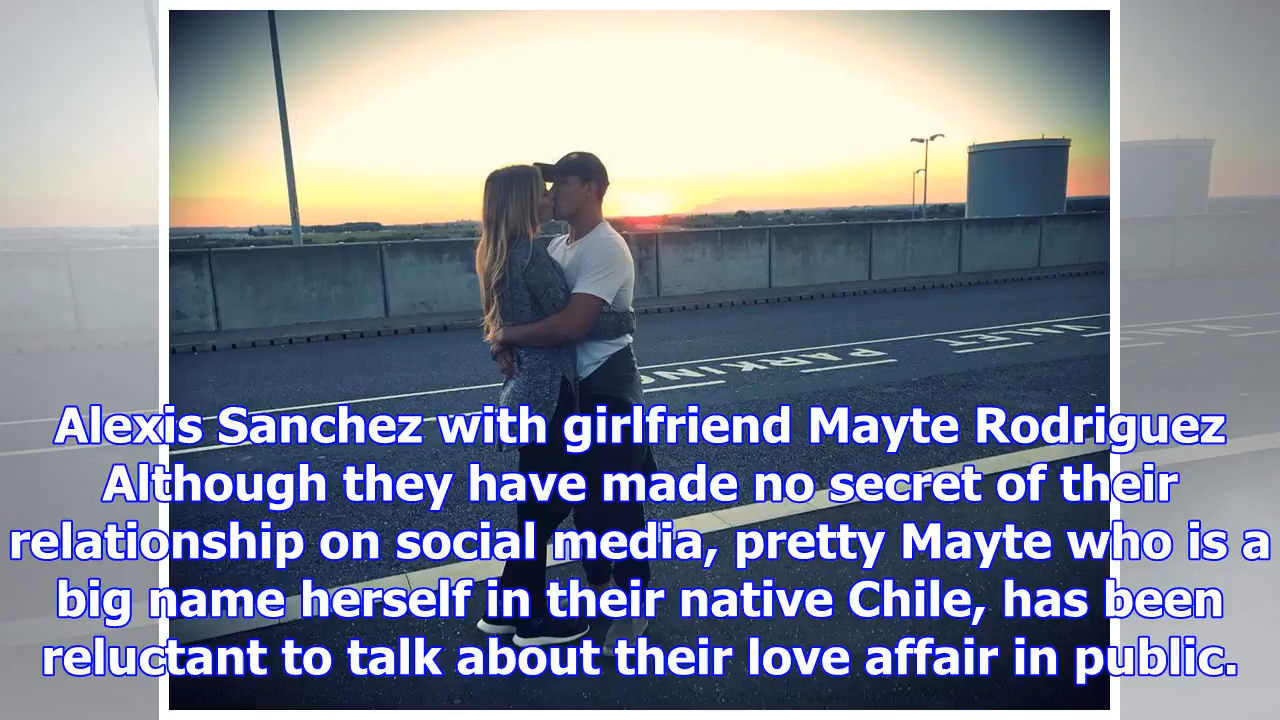 PARKING
VALET
Alexis Sanchez with girlfriend Mayte Rodriguez
Although they have made no secret of their
relationship on social media, pretty Mayte who is a
big name herself in their native Chile, has been
reluctant to talk about their love affair in public.